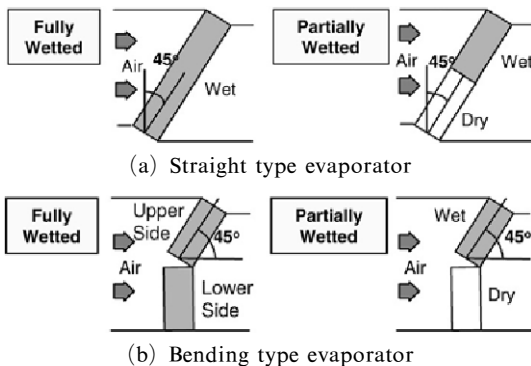 Fully
Wetted
Air
45°
Wet
Partially
Wetted
Air
45°
Wet
Dry
(a) Straight type evaporator
Fully
Wetted
Upper
Side
45°
Air
Lower
Side
Partially
Wetted
Wet
45°
Air
Dry
(b) Bending type evaporator